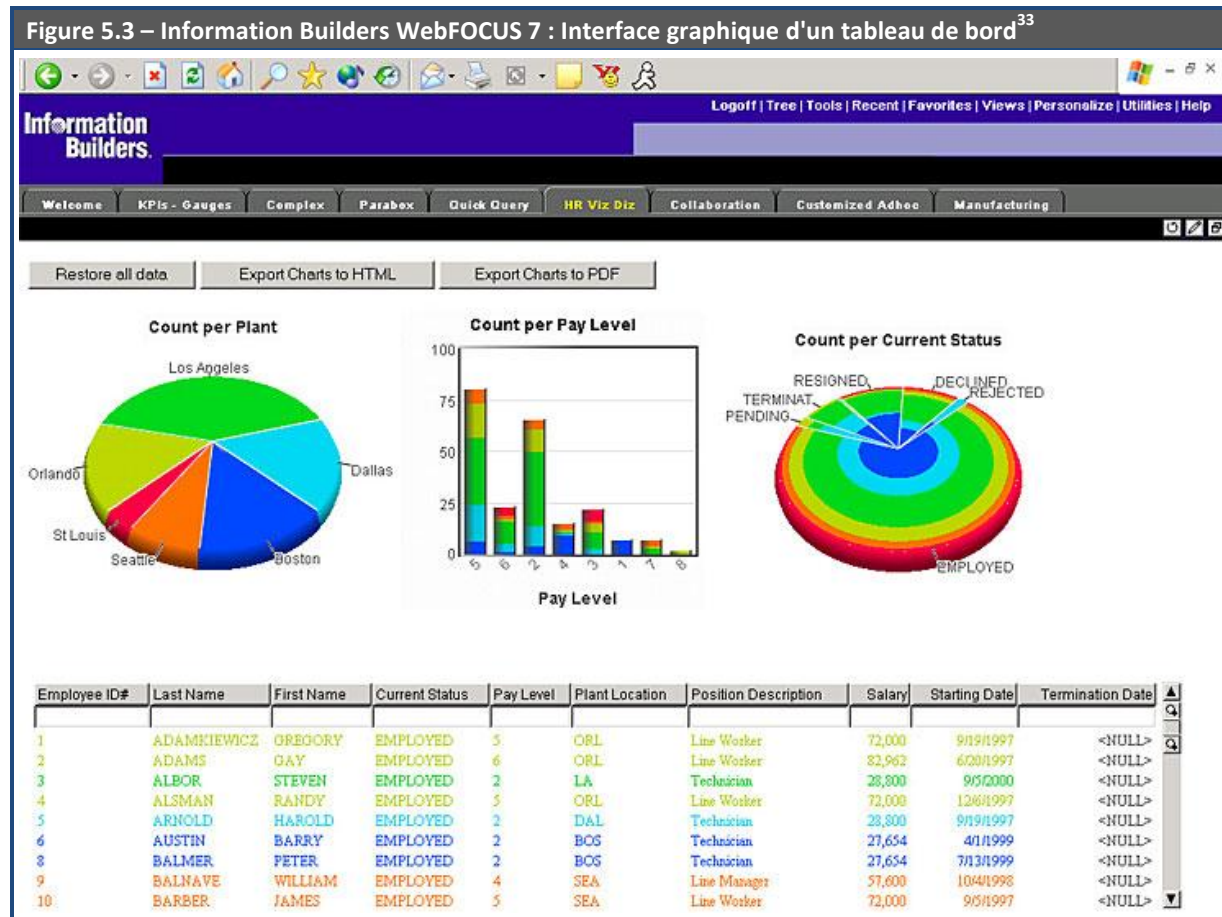 Figure 5.3 – Information Builders WebFOCUS 7 : Interface graphique d'un tableau de bord33
Logoff | Tree | Tools | Recent | Favorites | Views | Personalize | Utilities | Help
Information
Builders.
Welcome KPIs - Gauges Complex Parabox Quick Query HR Viz Diz Collaboration Customized Adhoc Manufacturing
Restore all data Export Charts to HTML Export Charts to PDF
Count per Plant
Los Angeles
Orlando
Dallas
St Louis
Seattle
Boston
Count per Pay Level
100
75
50
25
0
5 6 2 4 3 1 7 8
Pay Level
Count per Current Status
RESIGNED
DECLINED
TERMINAT
REJECTED
PENDING
EMPLOYED
Employee ID# Last Name First Name Current Status Pay Level Plant Location Position Description Salary Starting Date Termination Date
1 ADAMKIEWICZ GREGORY EMPLOYED 5 ORL Line Worker 72,000 9/19/1997 <NULL>
2 ADAMS GAY EMPLOYED 6 ORL Line Worker 82,962 6/20/1997 <NULL>
3 ALBOR STEVEN EMPLOYED 2 LA Technician 28,800 9/5/2000 <NULL>
4 ALSMAN RANDY EMPLOYED 5 ORL Line Worker 72,000 12/6/1997 <NULL>
5 ARNOLD HAROLD EMPLOYED 2 DAL Technician 28,800 9/19/1997 <NULL>
6 AUSTIN BARRY EMPLOYED 2 BOS Technician 27,654 4/1/1999 <NULL>
8 BALMER PETER EMPLOYED 2 BOS Technician 27,654 7/13/1999 <NULL>
9 BALNAVE WILLIAM EMPLOYED 4 SEA Line Manager 57,600 10/4/1998 <NULL>
10 BARBER JAMES EMPLOYED 5 SEA Line Worker 72,000 9/5/1997 <NULL>